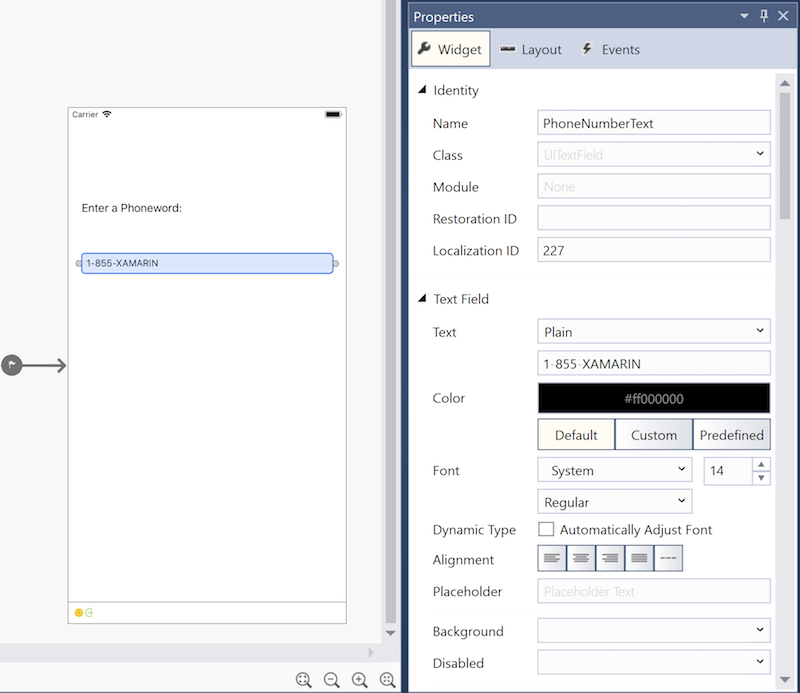 Carrier
Enter a Phoneword:
1-855-XAMARIN
Properties
Widget Layout Events
Identity
Name PhoneNumberText
Class UITextField
Module None
Restoration ID
Localization ID 227
Text Field
Text Plain
1-855-XAMARIN
Color #ff000000
Default Custom Predefined
Font System 14
Regular
Dynamic Type Automatically Adjust Font
Alignment
Placeholder Placeholder Text
Background
Disabled